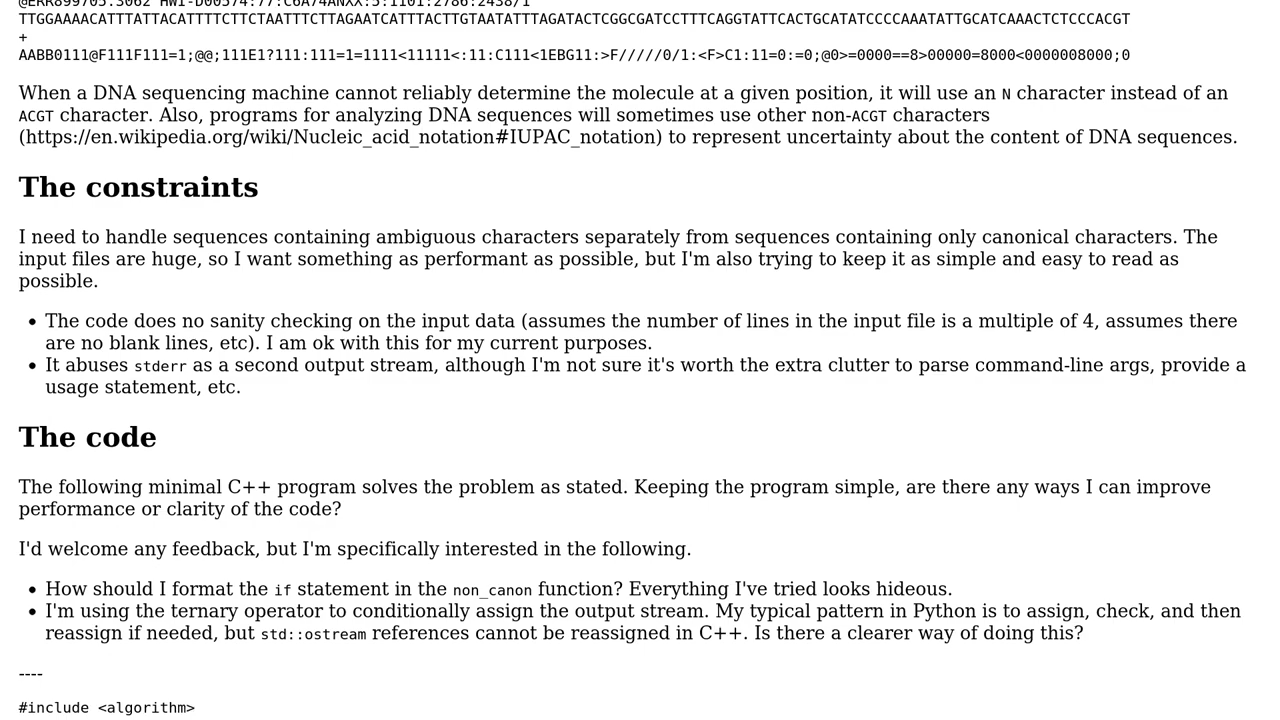 @ERR899705.3062 HWI-D00574:77:C6A74ANXX:5:1101:2786:2438/1
TTGGAAAACATTTATTACATTTTCTTCTAATTTCTTAGAATCATTTACTTGTAATATTTAGATACTCGGCGATCCTTTCAGGTATTCACTGCATATCCCCAAATATTGCATCAAACTCTCCCACGT
+
AABB0111@F111F111=1;@@;111E1?111:111=1=1111<11111<:11:C111<1EBG11:>F/////0/1:<F>C1:11=0:=0;@0>=0000==8>00000=8000<0000008000;0
When a DNA sequencing machine cannot reliably determine the molecule at a given position, it will use an N character instead of an
ACGT character. Also, programs for analyzing DNA sequences will sometimes use other non-ACGT characters
(https://en.wikipedia.org/wiki/Nucleic_acid_notation#IUPAC_notation) to represent uncertainty about the content of DNA sequences.
The constraints
I need to handle sequences containing ambiguous characters separately from sequences containing only canonical characters. The
input files are huge, so I want something as performant as possible, but I'm also trying to keep it as simple and easy to read as
possible.
• The code does no sanity checking on the input data (assumes the number of lines in the input file is a multiple of 4, assumes there
are no blank lines, etc). I am ok with this for my current purposes.
• It abuses stderr as a second output stream, although I'm not sure it's worth the extra clutter to parse command-line args, provide a
usage statement, etc.
The code
The following minimal C++ program solves the problem as stated. Keeping the program simple, are there any ways I can improve
performance or clarity of the code?
I'd welcome any feedback, but I'm specifically interested in the following.
• How should I format the if statement in the non_canon function? Everything I've tried looks hideous.
• I'm using the ternary operator to conditionally assign the output stream. My typical pattern in Python is to assign, check, and then
reassign if needed, but std::ostream references cannot be reassigned in C++. Is there a clearer way of doing this?
----
#include <algorithm>